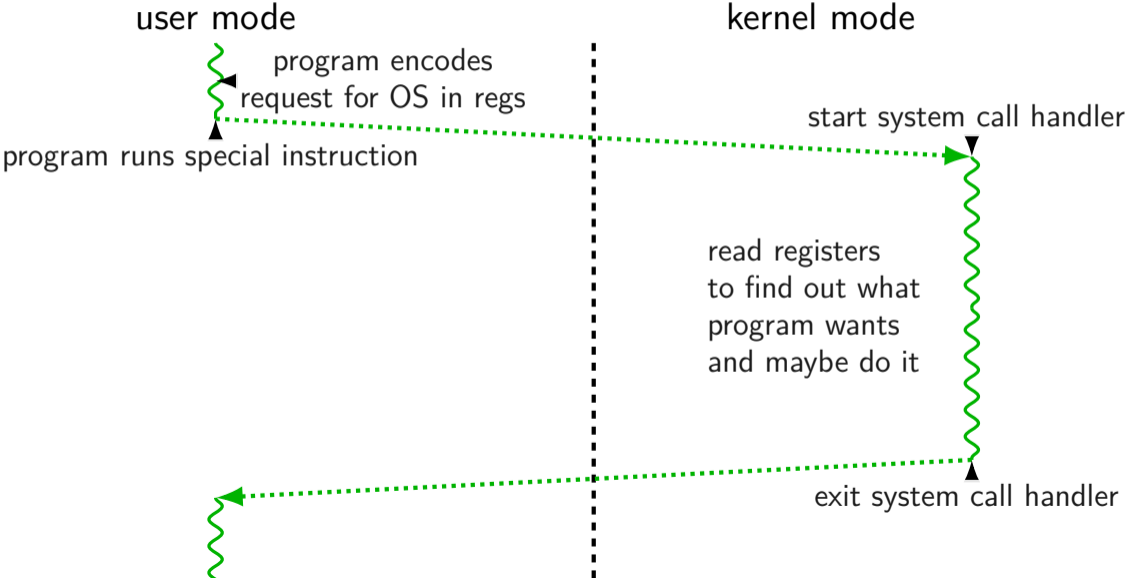 user mode
kernel mode
program encodes
request for OS in regs
start system call handler
program runs special instruction
read registers
to find out what
program wants
and maybe do it
exit system call handler